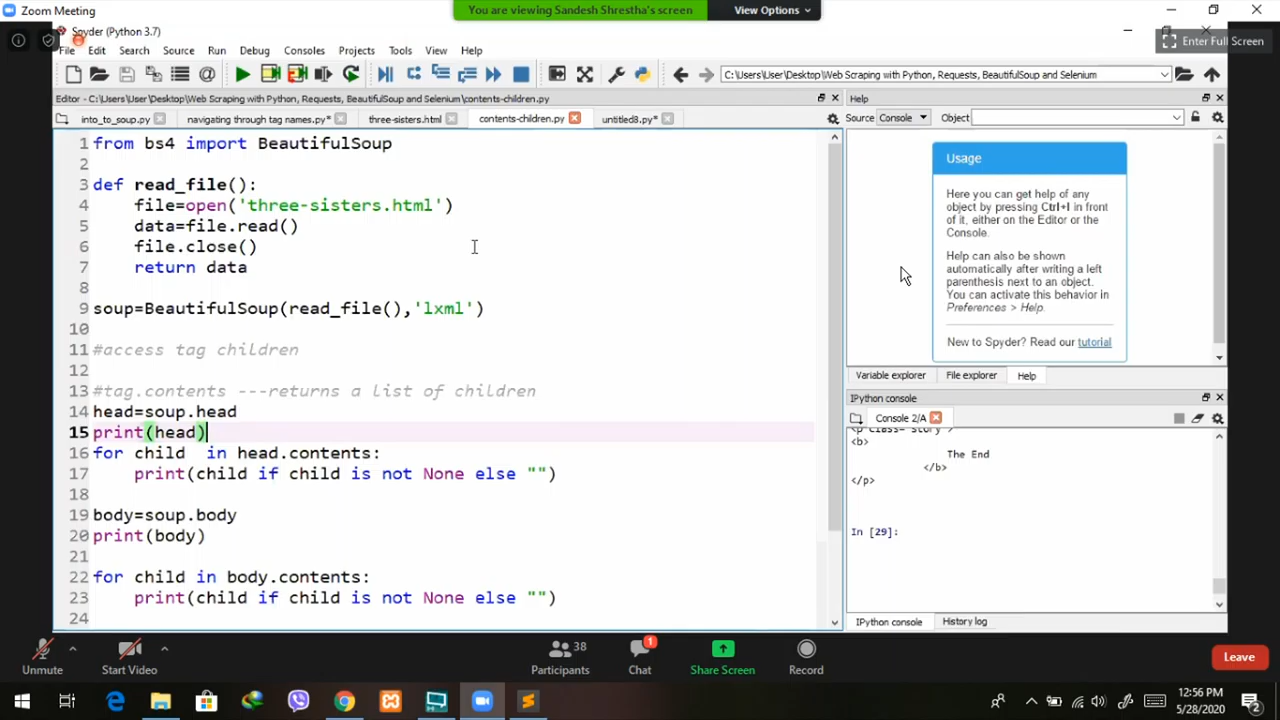 Zoom Meeting
You are viewing Sandesh Shrestha's screen
View Options
Spyder (Python 3.7)
Enter Full Screen
File Edit Search Source Run Debug Consoles Projects Tools View Help
C:\Users\User\Desktop\Web Scraping with Python, Requests, BeautifulSoup and Selenium
Editor - C:\Users\User\Desktop\Web Scraping with Python, Requests, BeautifulSoup and Selenium\contents-children.py
into_to_soup.py navigating through tag names.py* three-sisters.html contents-children.py untitled8.py*
1 from bs4 import BeautifulSoup
2
3 def read_file():
4     file=open('three-sisters.html')
5     data=file.read()
6     file.close()
7     return data
8
9 soup=BeautifulSoup(read_file(),'lxml')
10
11 #access tag children
12
13 #tag.contents ---returns a list of children
14 head=soup.head
15 print(head)
16 for child  in head.contents:
17     print(child if child is not None else "")
18
19 body=soup.body
20 print(body)
21
22 for child in body.contents:
23     print(child if child is not None else "")
24
Help
Source Console Object
Usage
Here you can get help of any
object by pressing Ctrl+I in front
of it, either on the Editor or the
Console.
Help can also be shown
automatically after writing a left
parenthesis next to an object.
You can activate this behavior in
Preferences > Help.
New to Spyder? Read our tutorial
Variable explorer File explorer Help
IPython console
Console 2/A
<p class="story">
<b>
The End
</b>
</p>
In [29]:
IPython console History log
Unmute
Start Video
38
Participants
1
Chat
Share Screen
Record
Leave
12:56 PM
5/28/2020
2